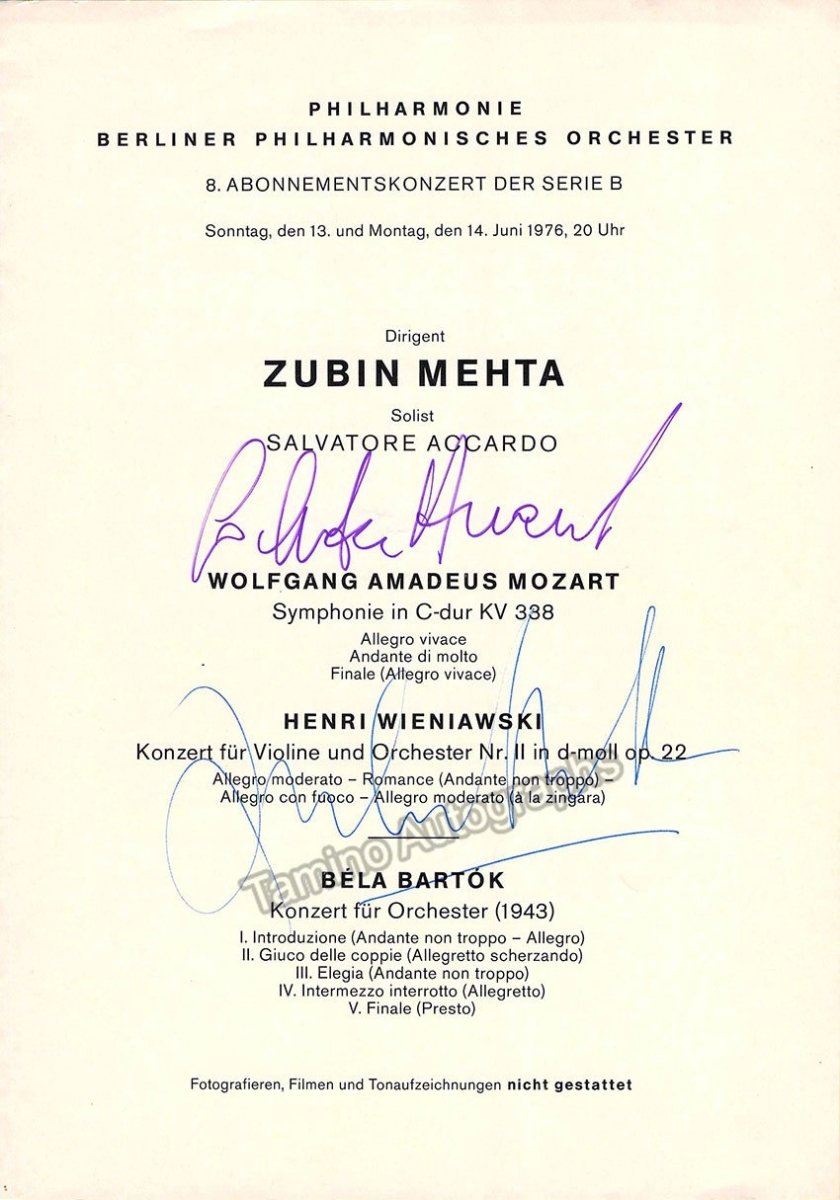 PHILHARMONIE
BERLINER PHILHARMONISCHES ORCHESTER
8. ABONNEMENTSKONZERT DER SERIE B
Sonntag, den 13. und Montag, den 14. Juni 1976, 20 Uhr
Dirigent
ZUBIN MEHTA
Solist
SALVATORE ACCARDO
WOLFGANG AMADEUS MOZART
Symphonie in C-dur KV 338
Allegro vivace
Andante di molto
Finale (Allegro vivace)
HENRI WIENIAWSKI
Konzert für Violine und Orchester Nr. II in d-moll op. 22
Allegro moderato – Romance (Andante non troppo) –
Allegro con fuoco – Allegro moderato (à la zingara)
Tamino Autographs
BÉLA BARTÓK
Konzert für Orchester (1943)
I. Introduzione (Andante non troppo – Allegro)
II. Giuco delle coppie (Allegretto scherzando)
III. Elegia (Andante non troppo)
IV. Intermezzo interrotto (Allegretto)
V. Finale (Presto)
Fotografieren, Filmen und Tonaufzeichnungen nicht gestattet